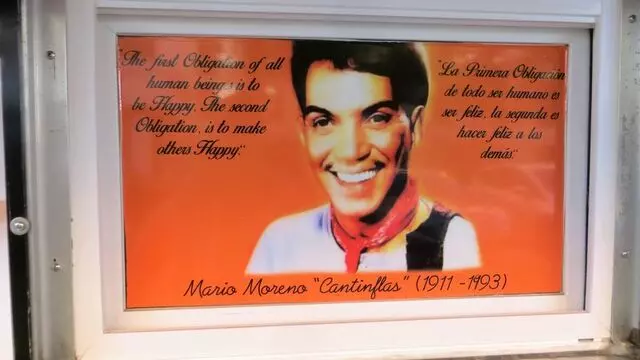 "The first Obligation of all
human beings is to
be Happy. The second
Obligation, is to make
others Happy."
"La Primera Obligación
de todo ser humano es
ser feliz, la segunda es
hacer feliz a los
demás"
Mario Moreno "Cantinflas" (1911 -1993)